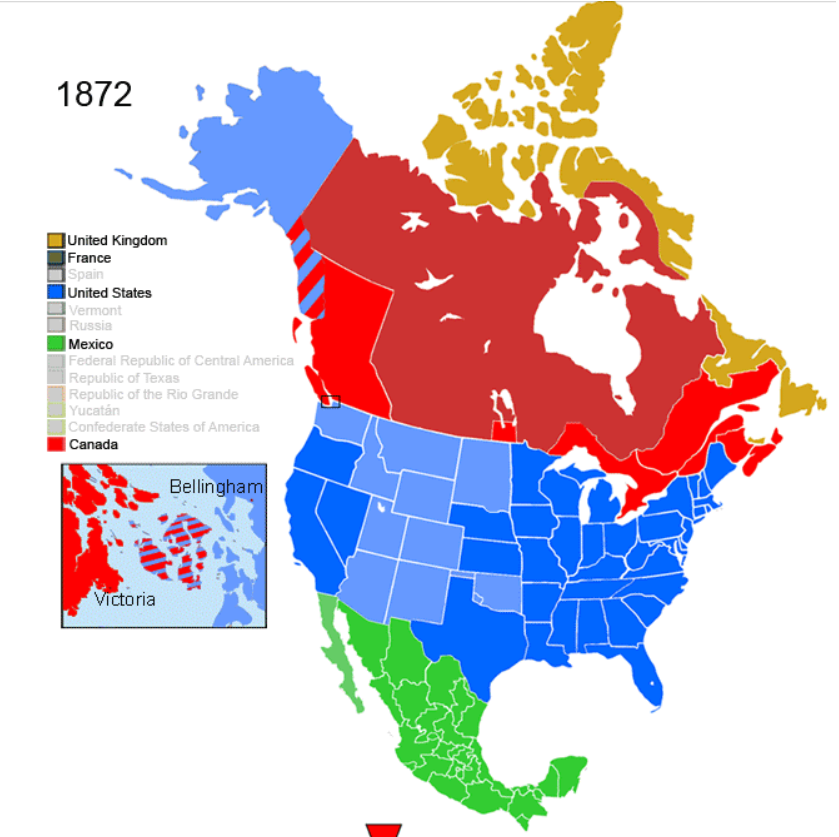 1872
United Kingdom
France
Spain
United States
Vermont
Russia
Mexico
Federal Republic of Central America
Republic of Texas
Republic of the Rio Grande
Yucatán
Confederate States of America
Canada
Bellingham
Victoria